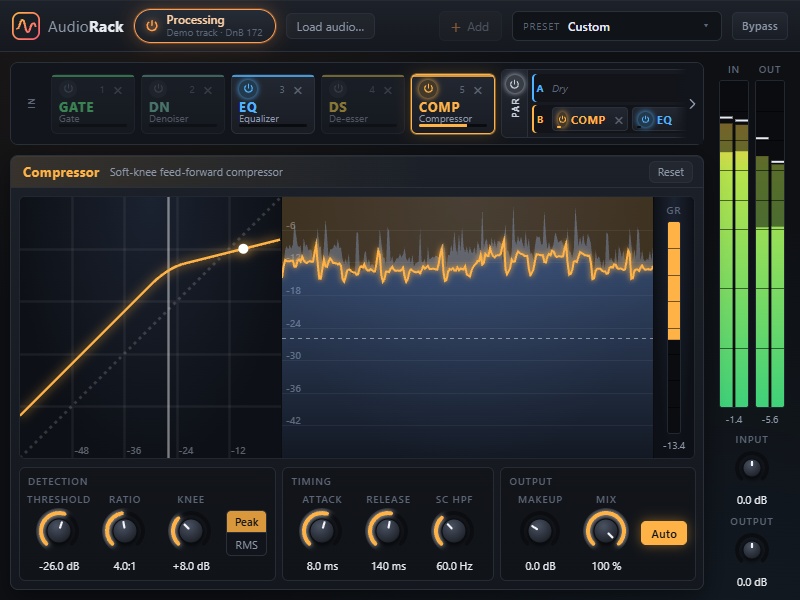 AudioRack
Processing
Demo track · DnB 172
Load audio...
+ Add
PRESET Custom
Bypass
IN
GATE 1
Gate
DN 2
Denoiser
EQ 3
Equalizer
DS 4
De-esser
COMP 5
Compressor
PAR
A Dry
B COMP EQ
IN OUT
Compressor Soft-knee feed-forward compressor
Reset
-6
-18
-24
-30
-36
-42
-48 -36 -24 -12
GR
-13.4
-1.4 -5.6
DETECTION
THRESHOLD RATIO KNEE
Peak
RMS
-26.0 dB 4.0:1 +8.0 dB
TIMING
ATTACK RELEASE SC HPF
8.0 ms 140 ms 60.0 Hz
OUTPUT
MAKEUP MIX
Auto
0.0 dB 100 %
INPUT
0.0 dB
OUTPUT
0.0 dB